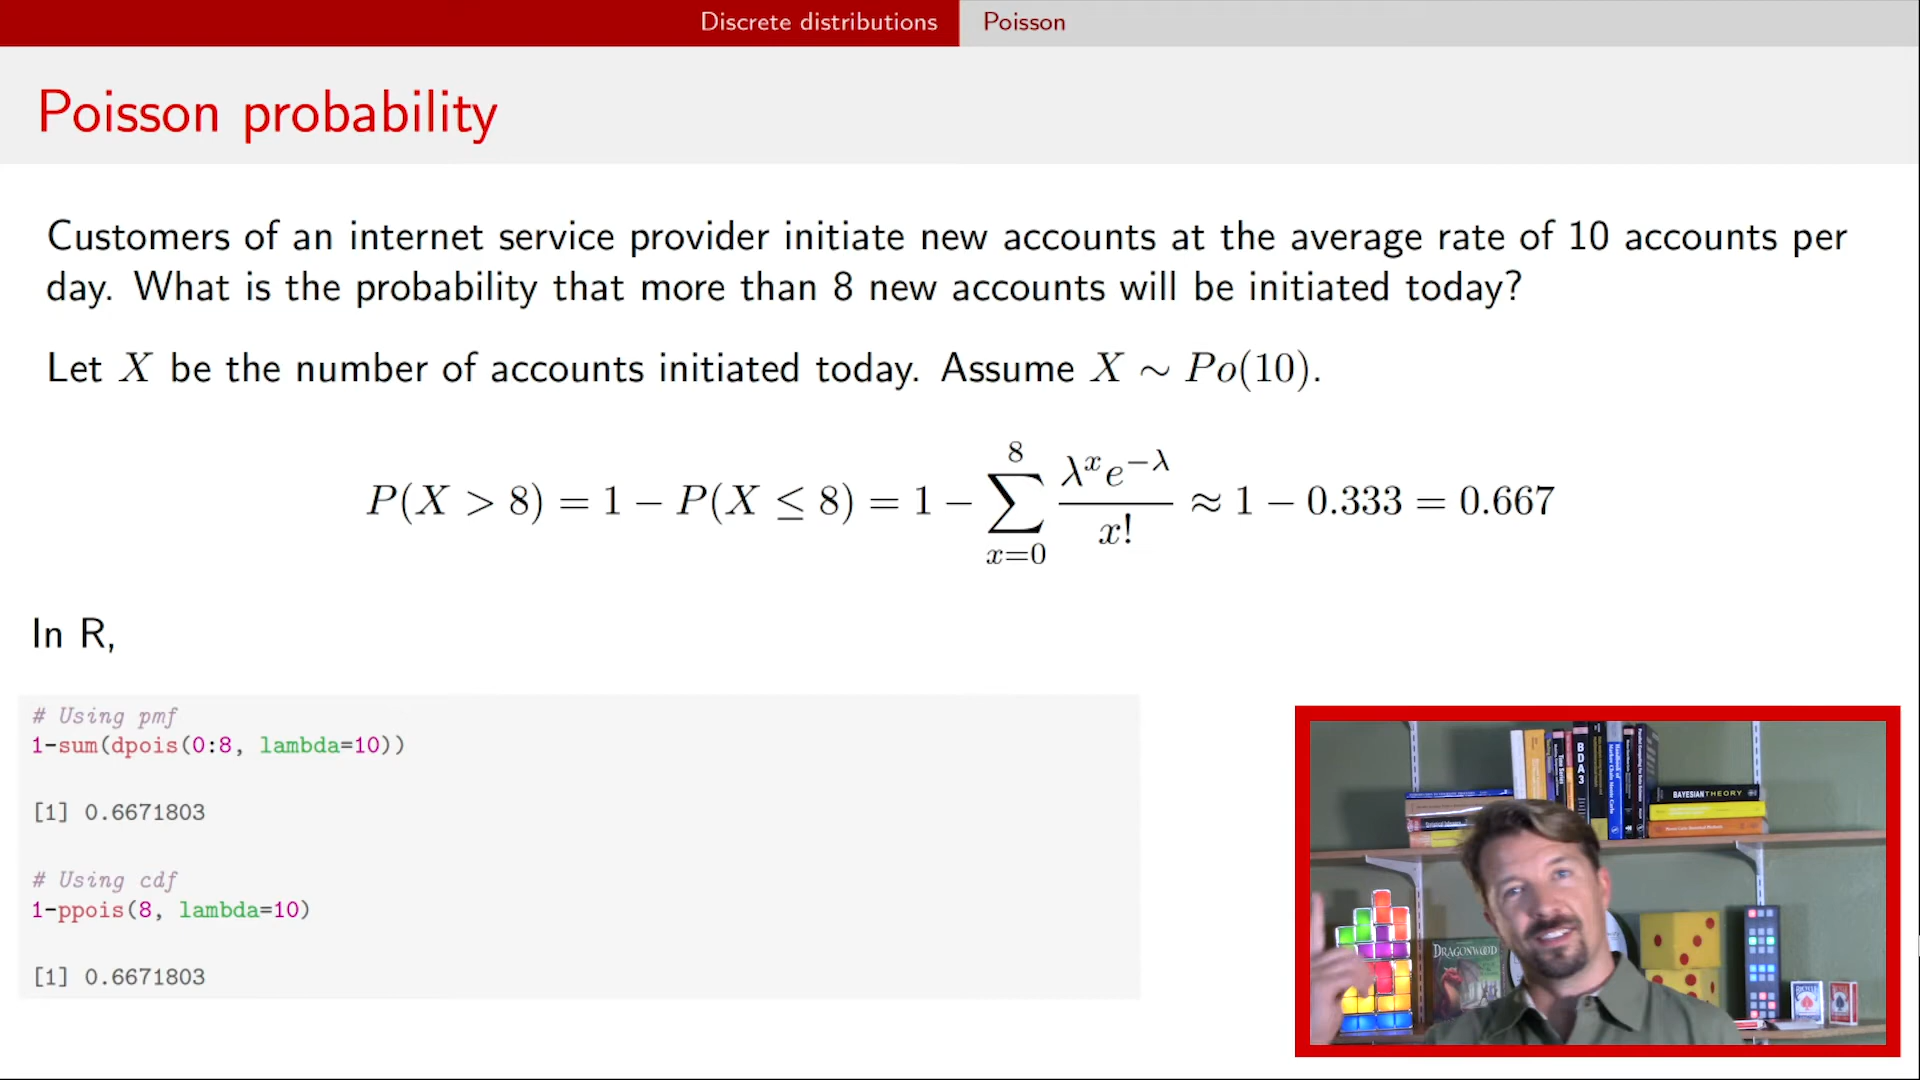 Discrete distributions Poisson
Poisson probability
Customers of an internet service provider initiate new accounts at the average rate of 10 accounts per
day. What is the probability that more than 8 new accounts will be initiated today?
Let X be the number of accounts initiated today. Assume X ∼ Po(10).
P(X > 8) = 1 − P(X ≤ 8) = 1 − ∑_{x=0}^{8} \frac{λ^x e^{−λ}}{x!} ≈ 1 − 0.333 = 0.667
In R,
# Using pmf
1-sum(dpois(0:8, lambda=10))
[1] 0.6671803
# Using cdf
1-ppois(8, lambda=10)
[1] 0.6671803
BDA3
BAYESIAN THEORY
DRAGONWOOD